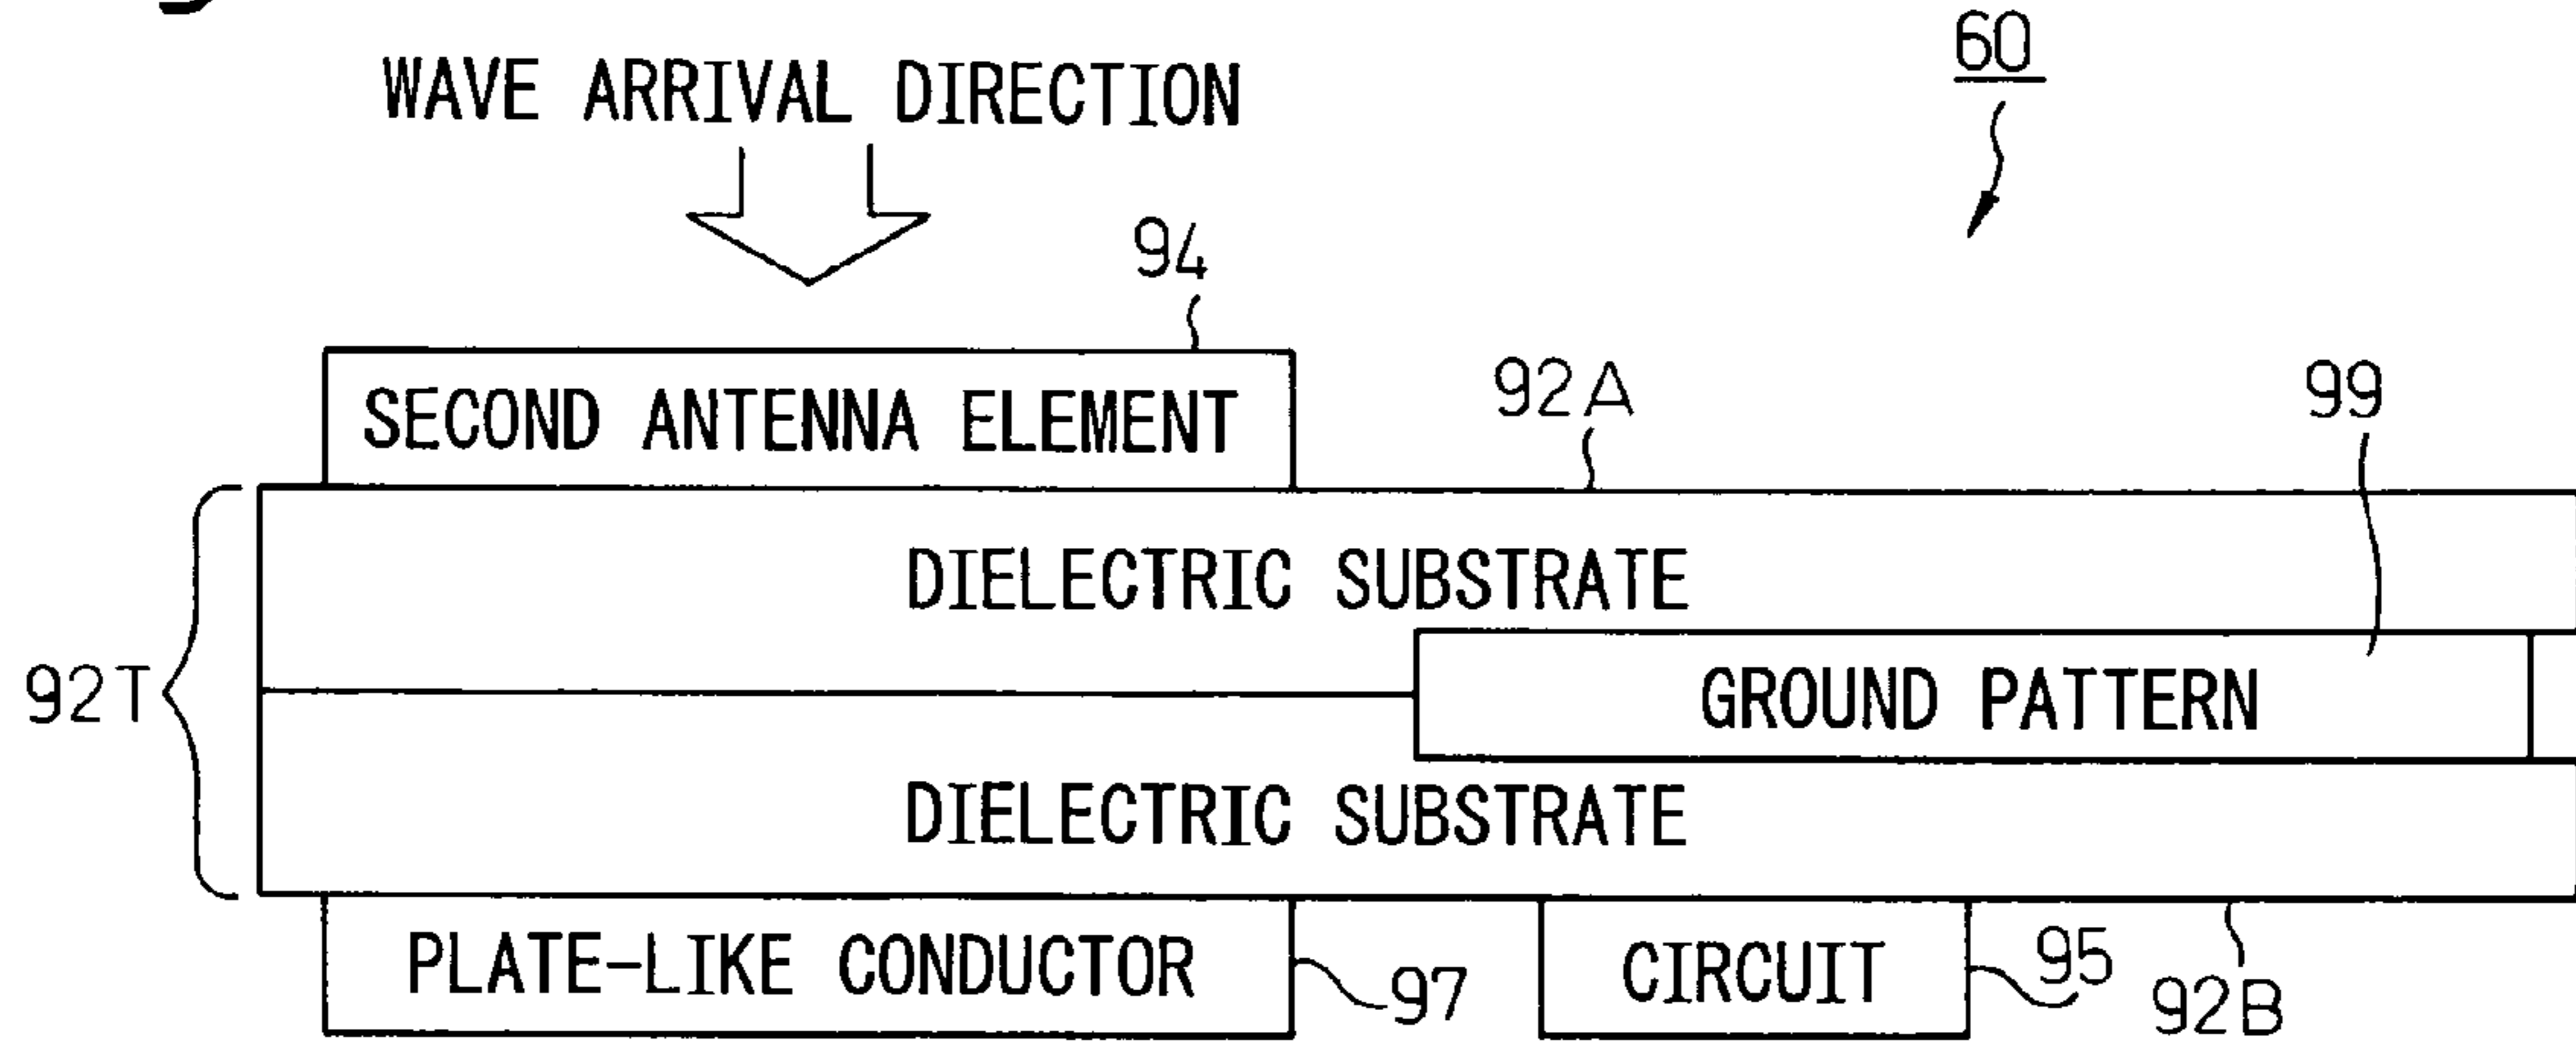 60
WAVE ARRIVAL DIRECTION
94
SECOND ANTENNA ELEMENT
92A
99
DIELECTRIC SUBSTRATE
92T
GROUND PATTERN
DIELECTRIC SUBSTRATE
PLATE-LIKE CONDUCTOR
97
CIRCUIT
95
92B